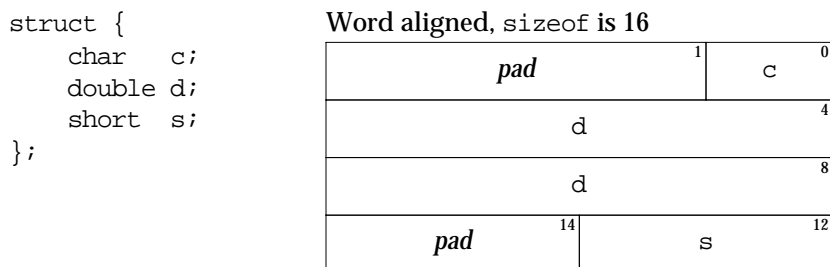 struct {
char c;
double d;
short s;
};
Word aligned, sizeof is 16
pad 1 c 0
d 4
d 8
pad 14 s 12